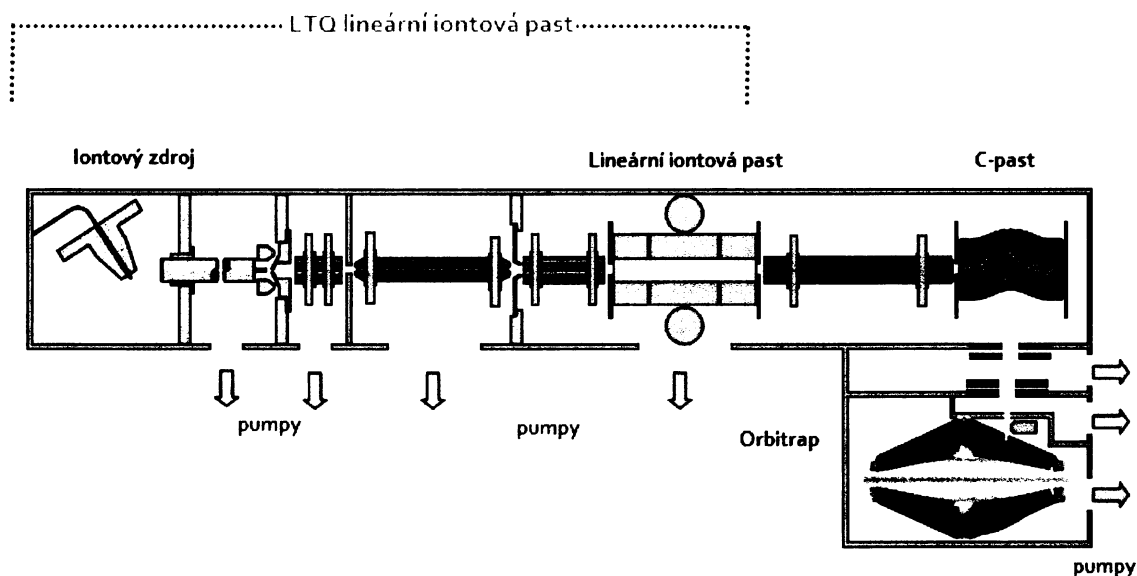 LTQ lineární iontová past
Iontový zdroj
Lineární iontová past
C-past
pumpy
pumpy
Orbitrap
pumpy